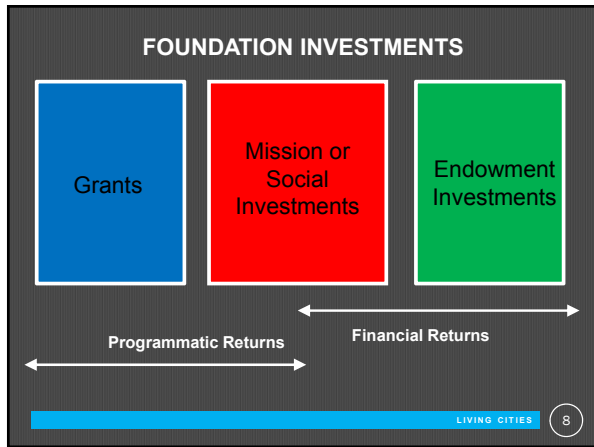 FOUNDATION INVESTMENTS
Grants
Mission or
Social
Investments
Endowment
Investments
Financial Returns
Programmatic Returns
LIVING CITIES
8